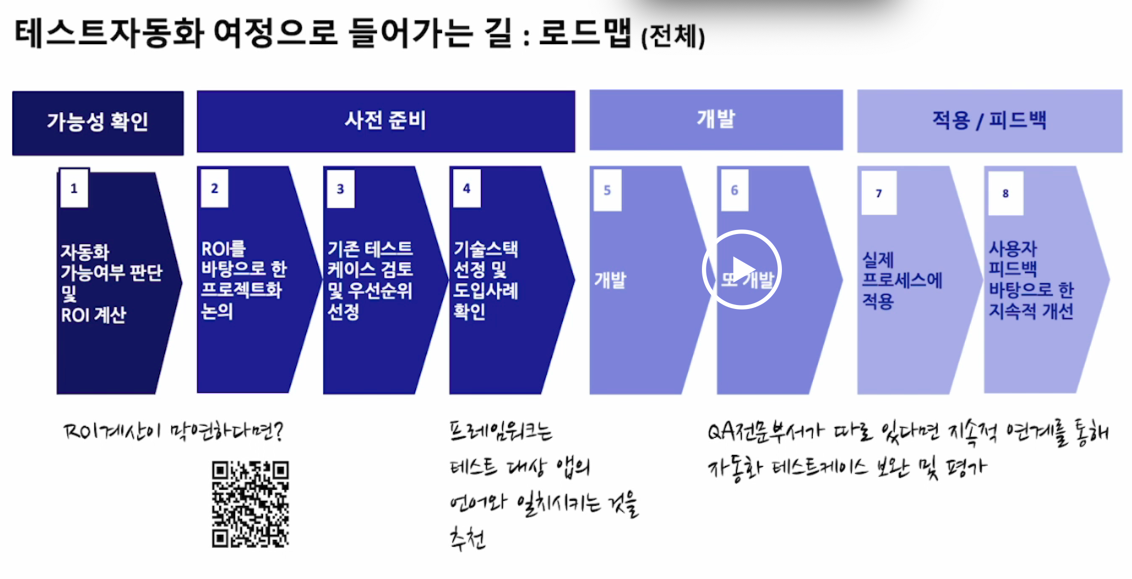 테스트자동화 여정으로 들어가는 길 : 로드맵 (전체)
가능성 확인
사전 준비
개발
적용 / 피드백
1
자동화
가능여부 판단
및
ROI 계산
2
ROI를
바탕으로 한
프로젝트화
논의
3
기존 테스트
케이스 검토
및 우선순위
선정
4
기술스택
선정 및
도입사례
확인
5
개발
6
또 개발
7
실제
프로세스에
적용
8
사용자
피드백
바탕으로 한
지속적 개선
ROI계산이 막연하다면?
프레임워크는
테스트 대상 앱의
언어와 일치시키는 것을
추천
QA전문부서가 따로 있다면 지속적 연계를 통해
자동화 테스트케이스 보완 및 평가